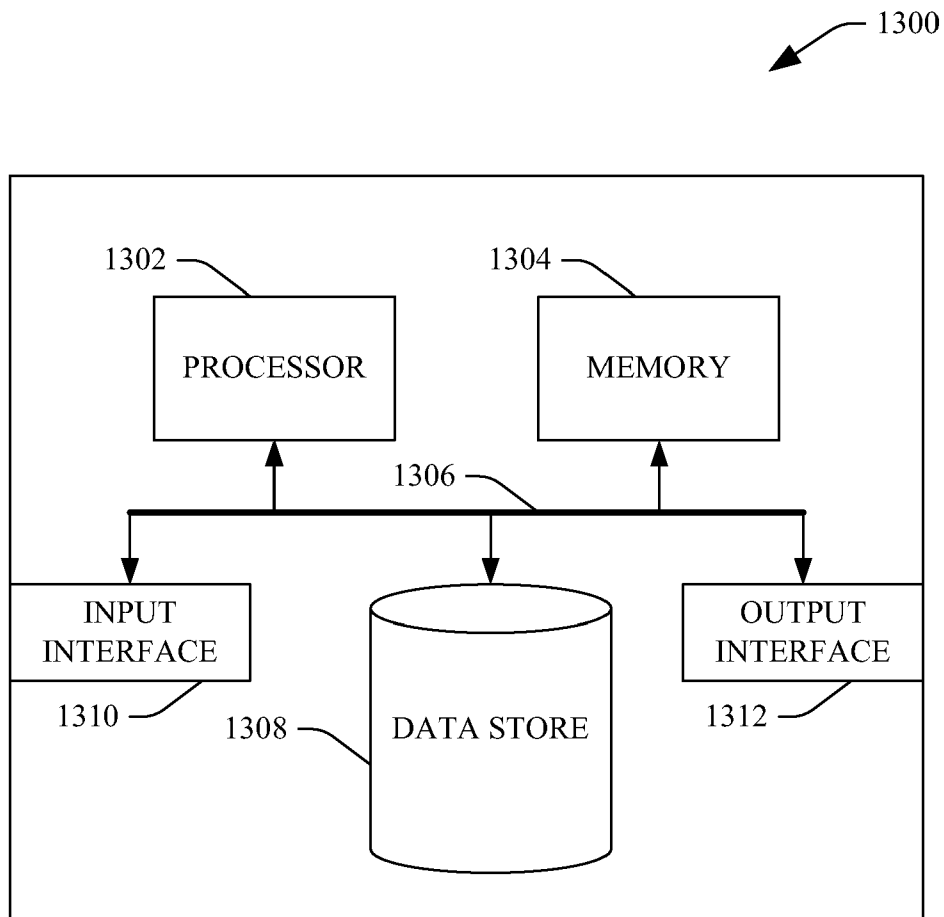 1300
1302
1304
PROCESSOR
MEMORY
1306
INPUT
INTERFACE
OUTPUT
INTERFACE
1310
1308
DATA STORE
1312